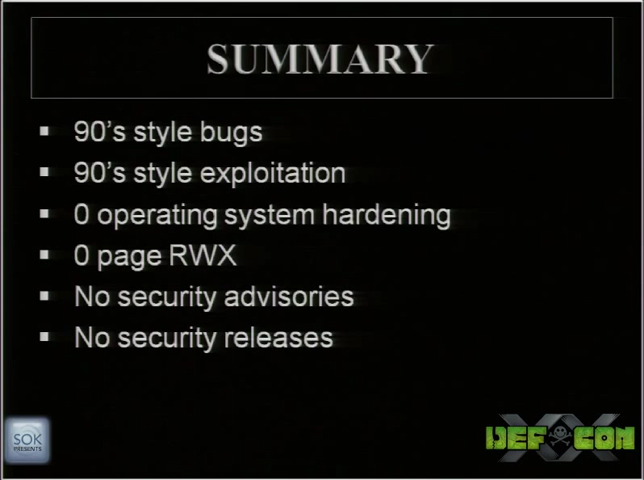 SUMMARY
90's style bugs
90's style exploitation
0 operating system hardening
0 page RWX
No security advisories
No security releases
SOK
PRESENTS
DEF CON
XX